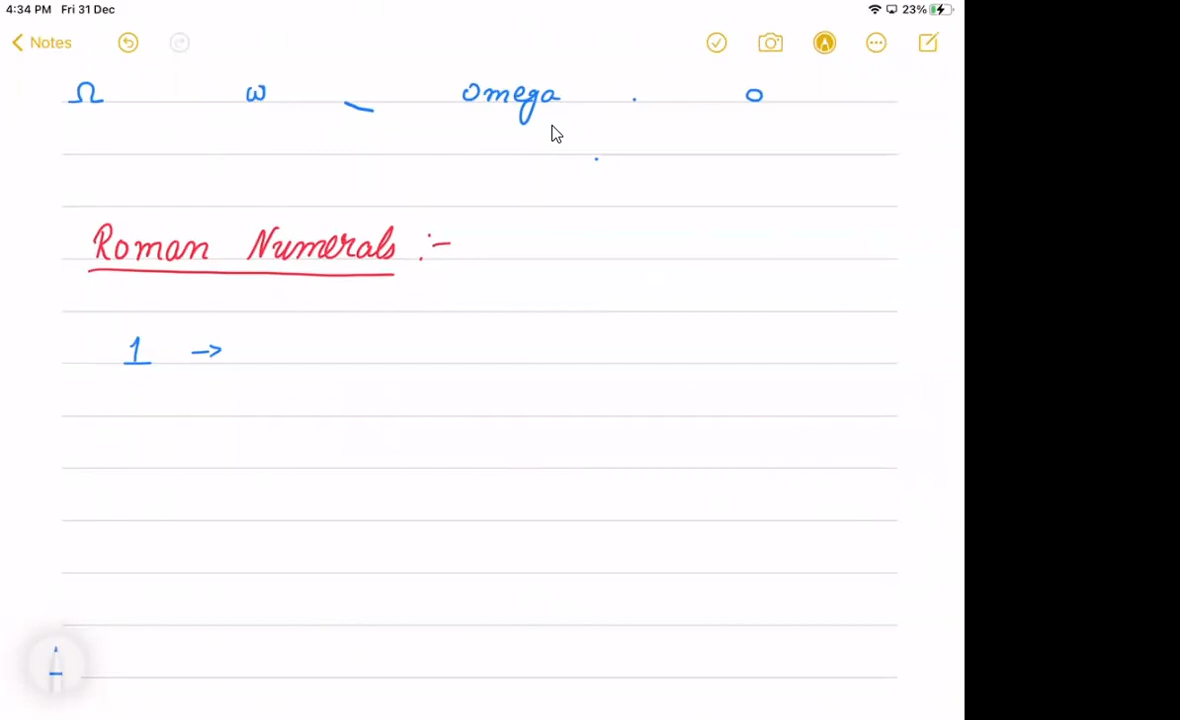 4:34 PM Fri 31 Dec 23%
Notes
Ω ω omega o
Roman Numerals :-
1 →